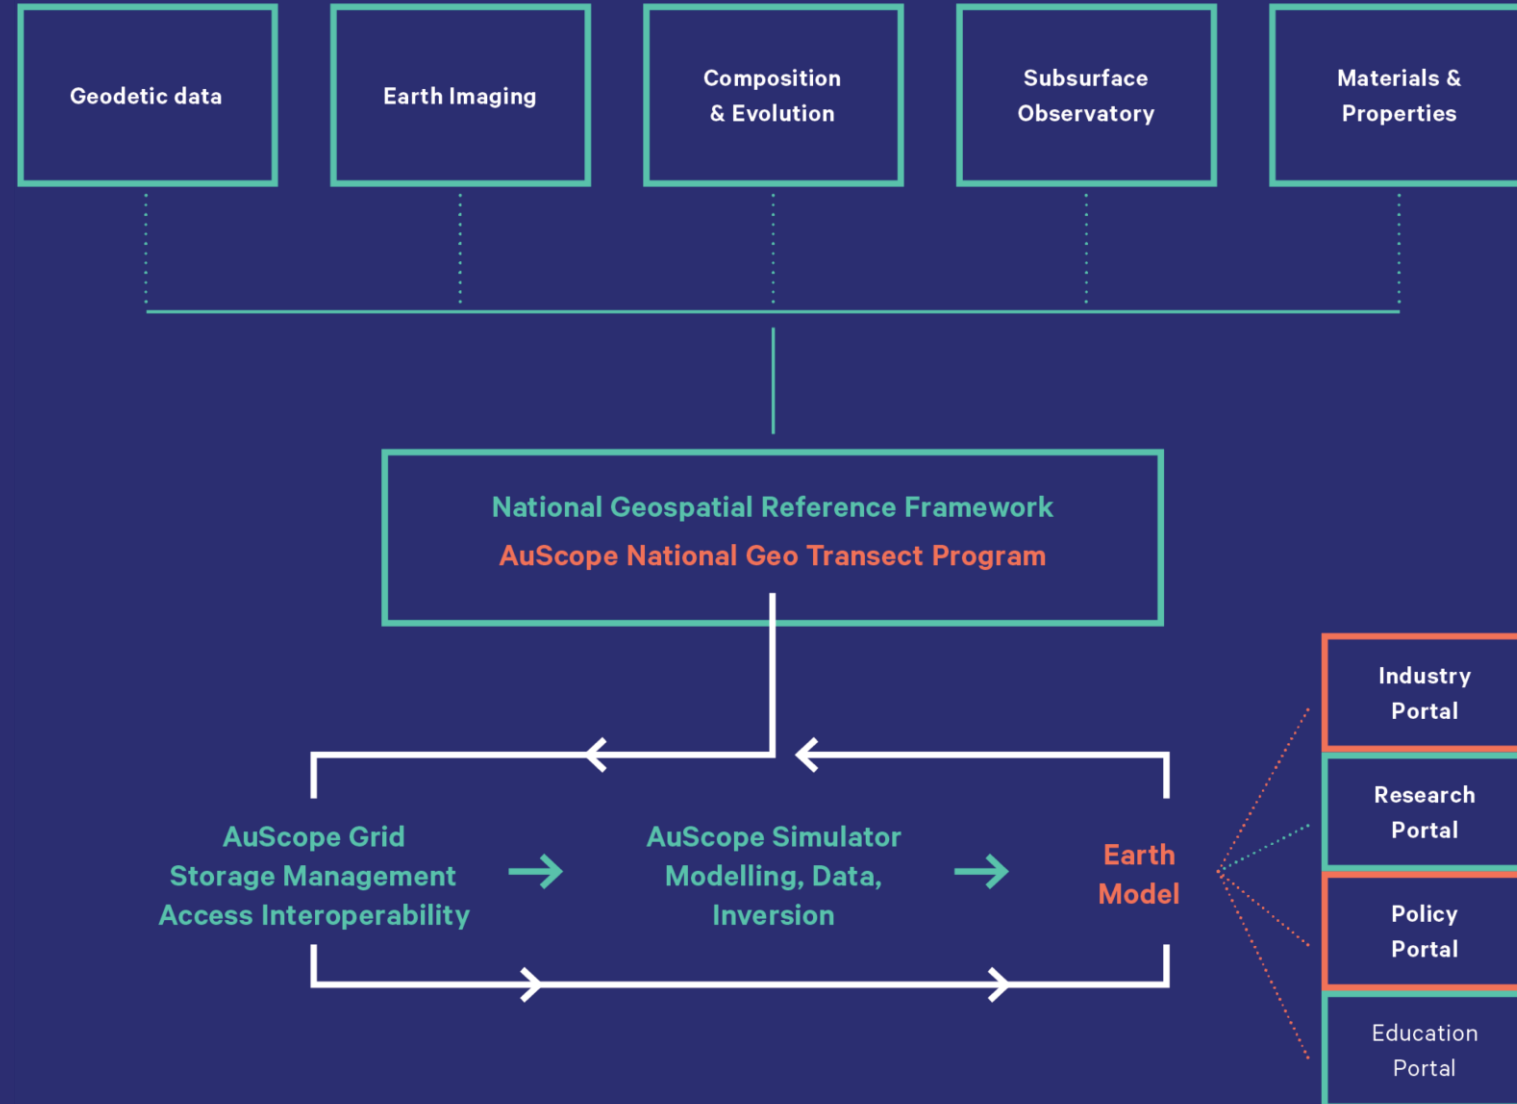 Geodetic data
Earth Imaging
Composition
& Evolution
Subsurface
Observatory
Materials &
Properties
National Geospatial Reference Framework
AuScope National Geo Transect Program
AuScope Grid
Storage Management
Access Interoperability
AuScope Simulator
Modelling, Data,
Inversion
Earth
Model
Industry
Portal
Research
Portal
Policy
Portal
Education
Portal